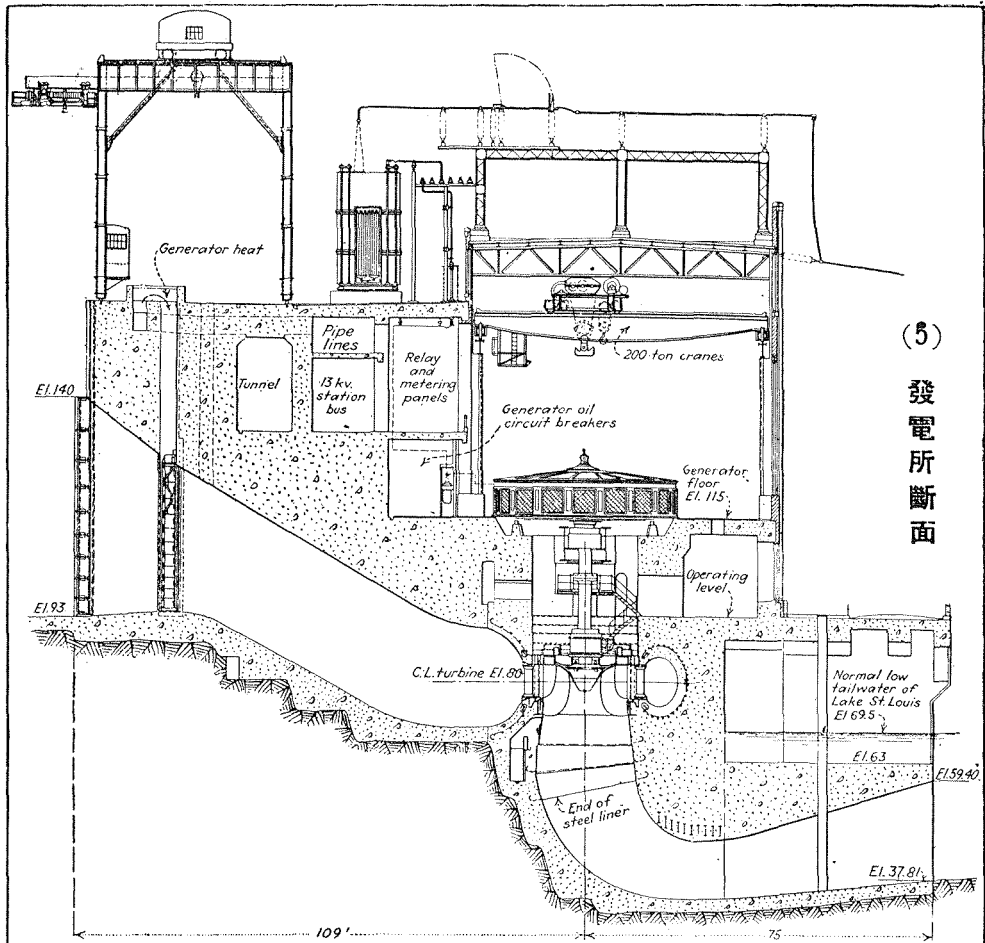 (5)
發電所斷面
Generator heat
Pipe
lines
Relay
and
metering
panels
200 ton cranes
Tunnel
13 kv.
station
bus
El. 140
Generator oil
circuit breakers
Generator
floor
El. 115
Operating
level
El. 93
C.L. turbine El. 80
Normal low
tailwater of
Lake St. Louis
El 69.5
El. 63
El. 59.40
End of
steel liner
El. 37.81
109'
75